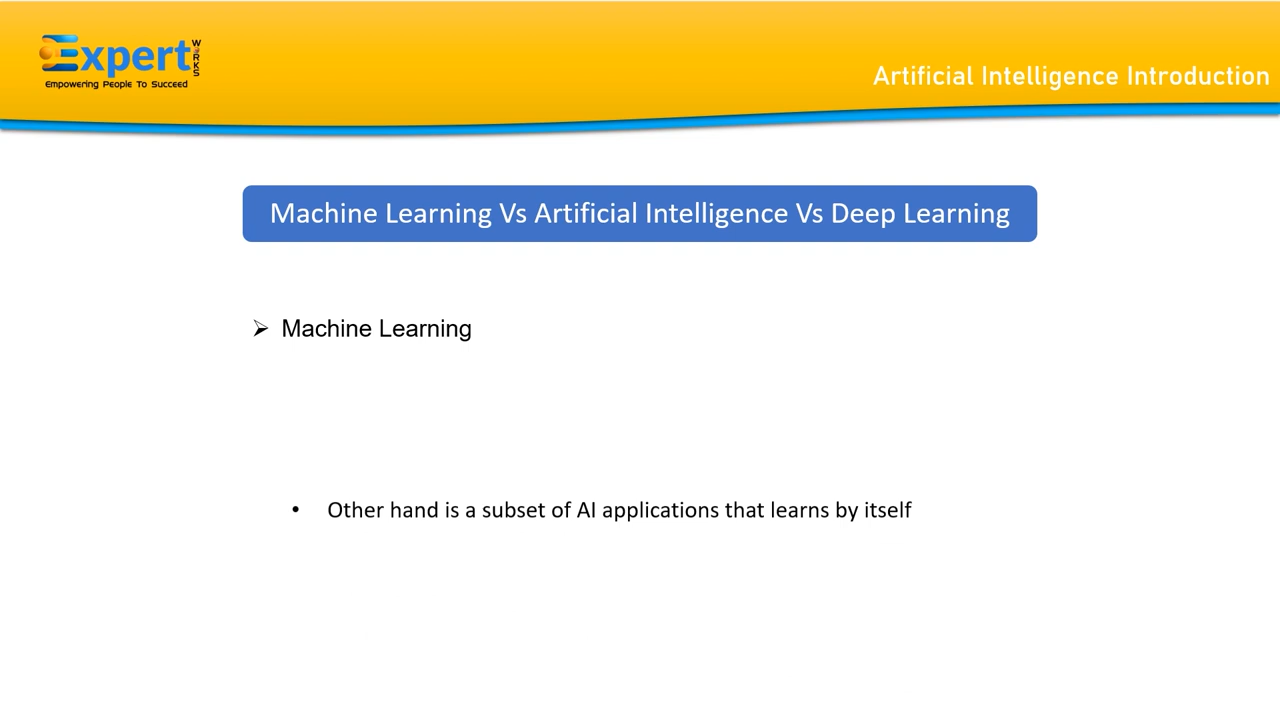 Expert
WORKS
Empowering People To Succeed
Artificial Intelligence Introduction
Machine Learning Vs Artificial Intelligence Vs Deep Learning
➢ Machine Learning
• Other hand is a subset of AI applications that learns by itself